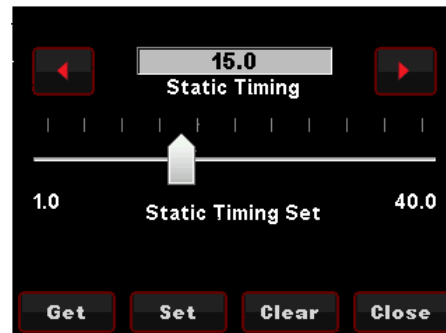 15.0
Static Timing
1.0 40.0
Static Timing Set
Get Set Clear Close